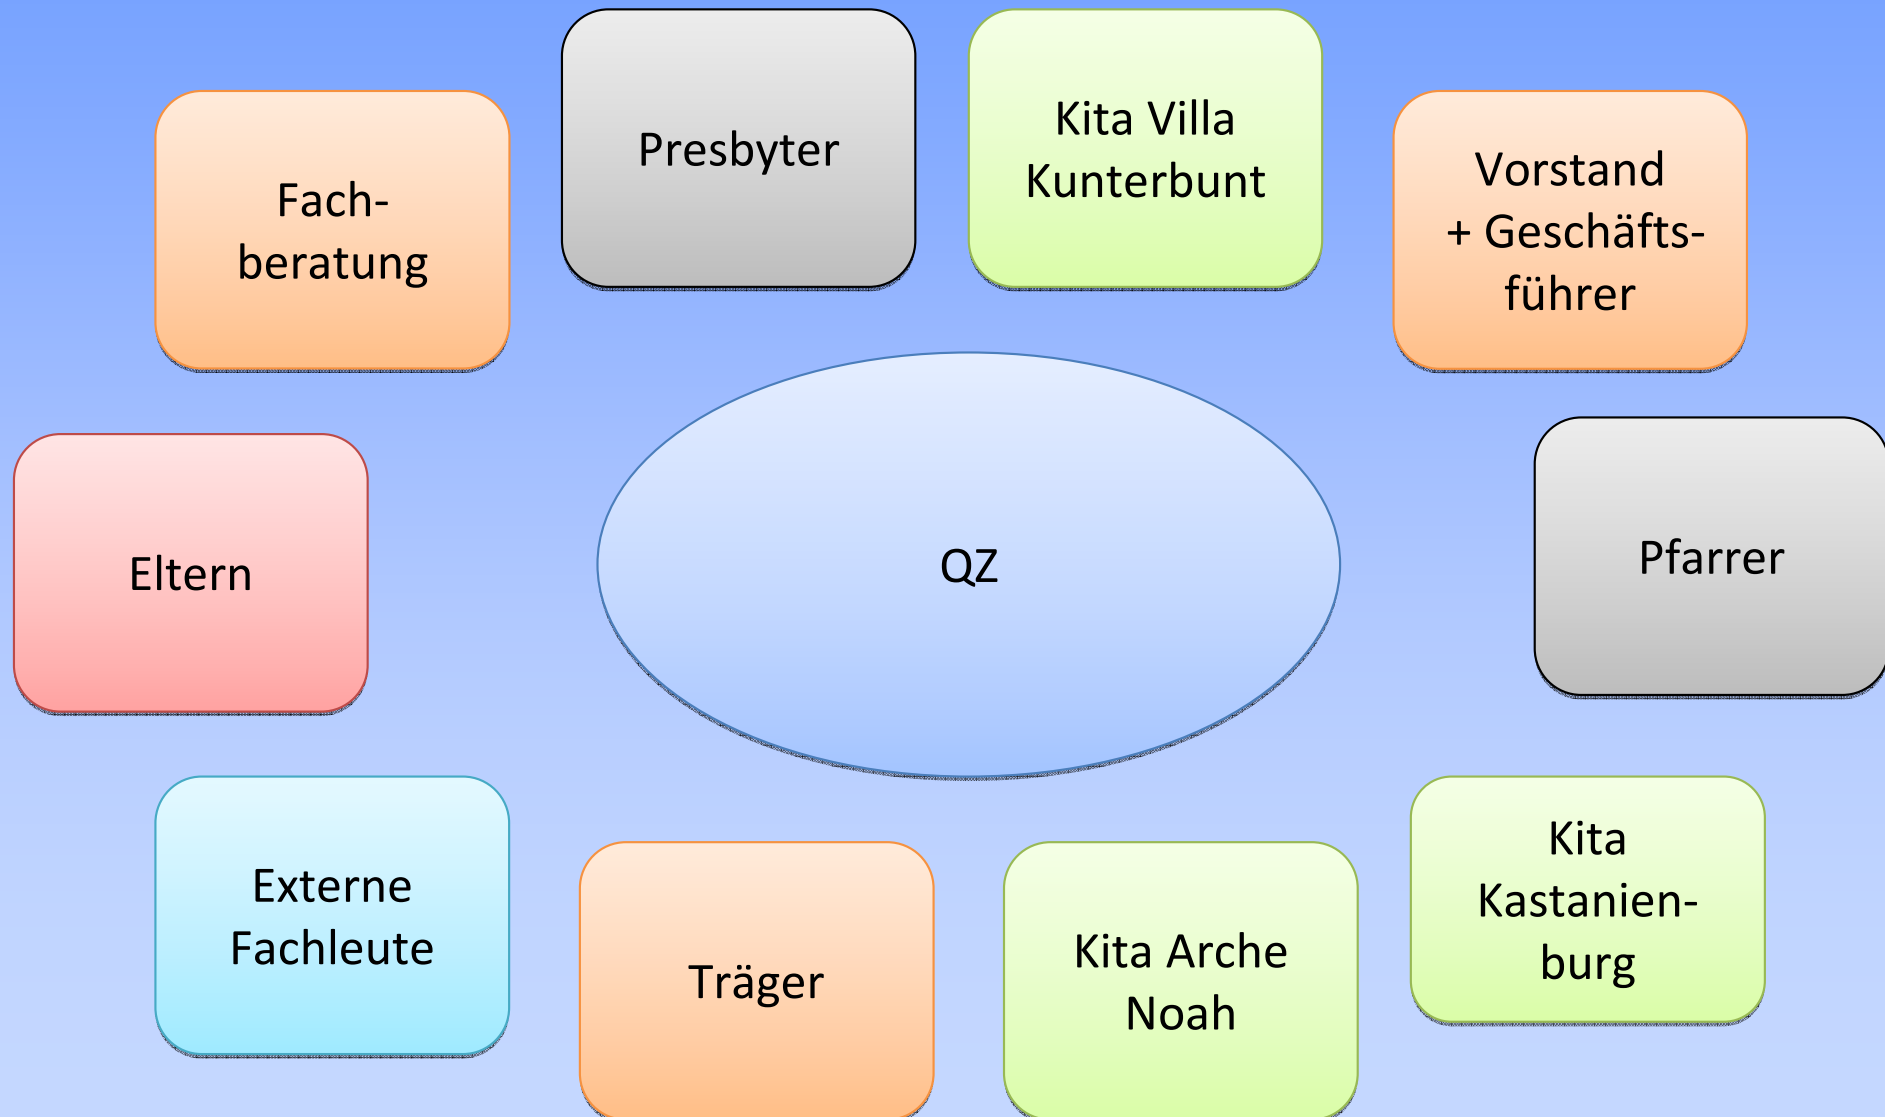 Presbyter
Kita Villa
Kunterbunt
Fach-
beratung
Vorstand
+ Geschäfts-
führer
Eltern
QZ
Pfarrer
Externe
Fachleute
Träger
Kita Arche
Noah
Kita
Kastanien-
burg